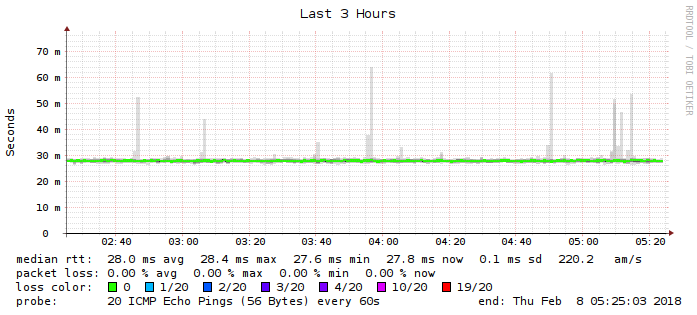 Last 3 Hours
RRDTOOL / TOBI OETIKER
Seconds
70 m
60 m
50 m
40 m
30 m
20 m
10 m
0
02:40 03:00 03:20 03:40 04:00 04:20 04:40 05:00 05:20
median rtt: 28.0 ms avg 28.4 ms max 27.6 ms min 27.8 ms now 0.1 ms sd 220.2 am/s
packet loss: 0.00 % avg 0.00 % max 0.00 % min 0.00 % now
loss color: 0 1/20 2/20 3/20 4/20 10/20 19/20
probe: 20 ICMP Echo Pings (56 Bytes) every 60s end: Thu Feb 8 05:25:03 2018